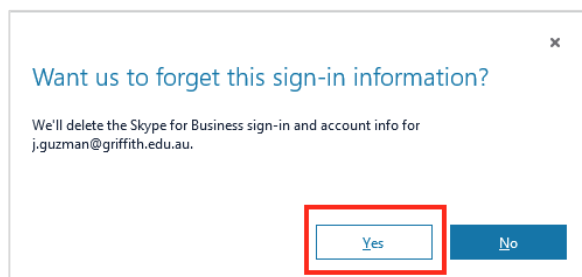 Want us to forget this sign-in information?
We'll delete the Skype for Business sign-in and account info for
j.guzman@griffith.edu.au.
Yes No